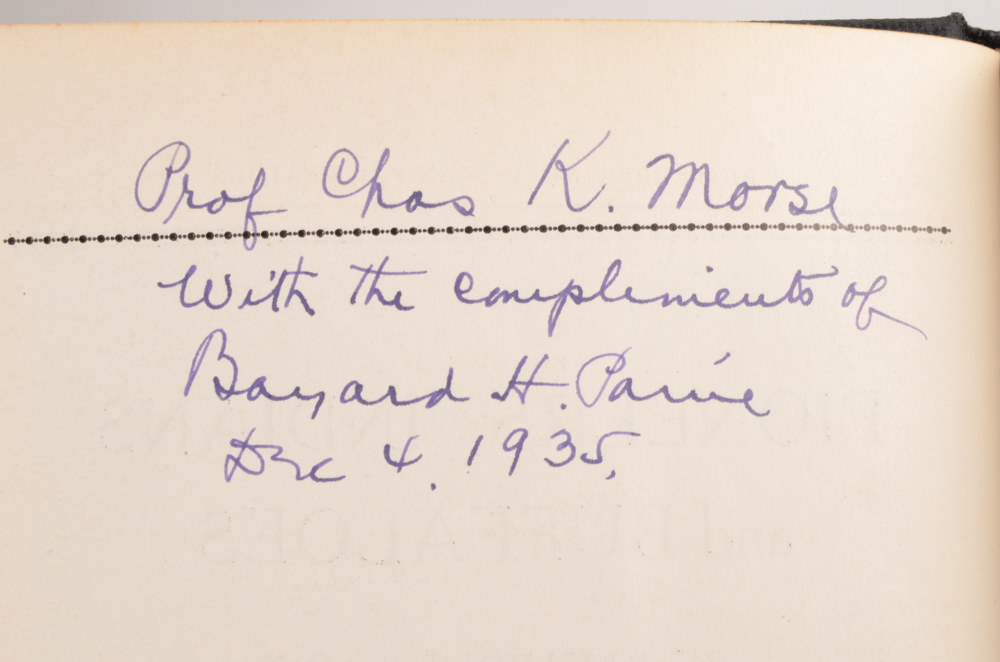 Prof Chas K. Morse
With the compliments of
Bayard H. Paine
Dec 4, 1935.